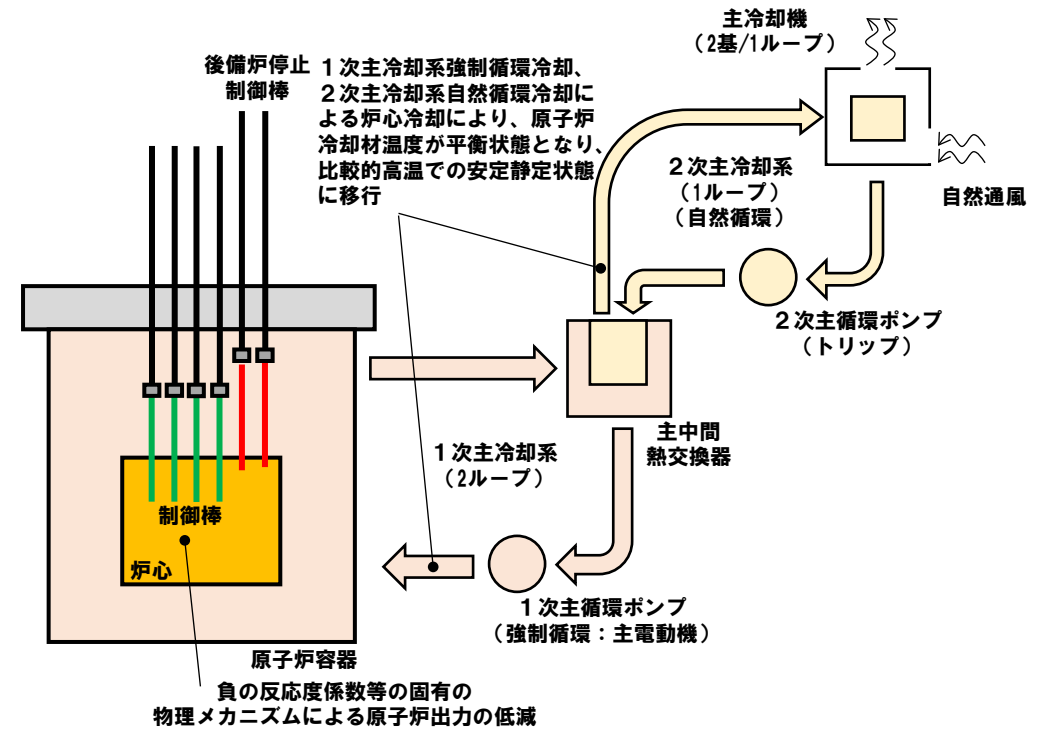 主冷却機
（2基/1ループ）
後備炉停止
制御棒
１次主冷却系強制循環冷却、
２次主冷却系自然循環冷却に
よる炉心冷却により、原子炉
冷却材温度が平衡状態となり、
比較的高温での安定静定状態
に移行
２次主冷却系
（1ループ）
（自然循環）
自然通風
２次主循環ポンプ
（トリップ）
主中間
熱交換器
１次主冷却系
（2ループ）
制御棒
炉心
１次主循環ポンプ
（強制循環：主電動機）
原子炉容器
負の反応度係数等の固有の
物理メカニズムによる原子炉出力の低減